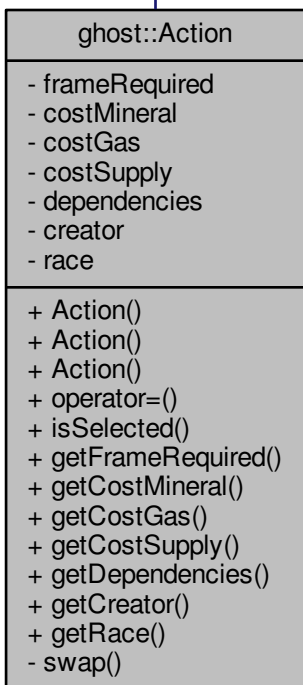 ghost::Action
- frameRequired
- costMineral
- costGas
- costSupply
- dependencies
- creator
- race
+ Action()
+ Action()
+ Action()
+ operator=()
+ isSelected()
+ getFrameRequired()
+ getCostMineral()
+ getCostGas()
+ getCostSupply()
+ getDependencies()
+ getCreator()
+ getRace()
- swap()